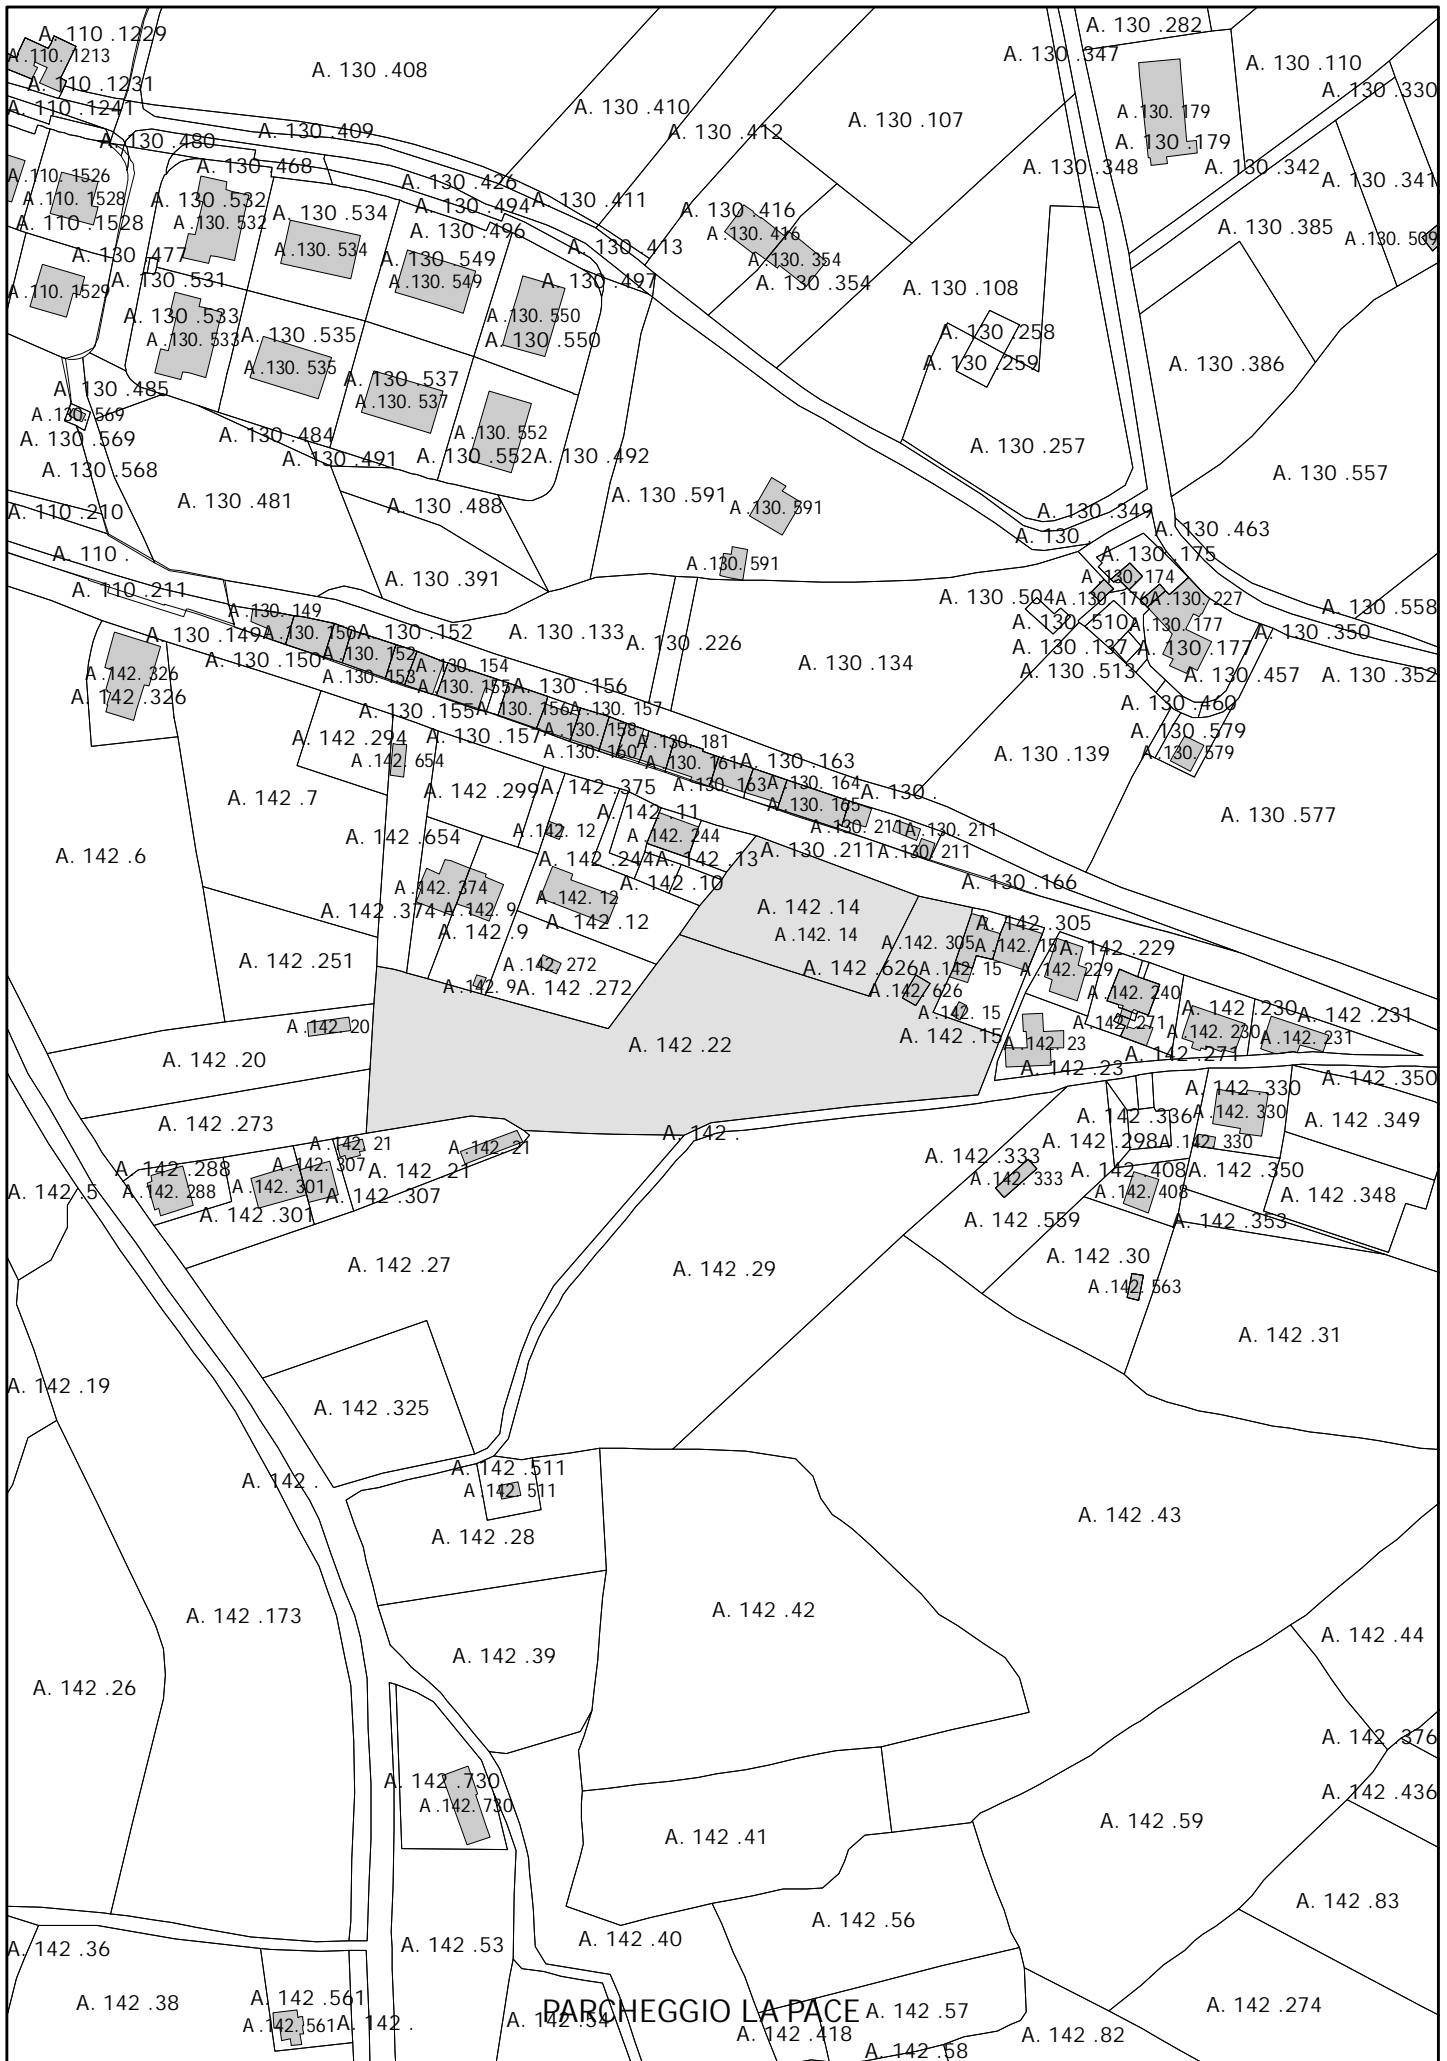 A. 110 .1229
A .110. 1213
A. 110 .1231
A. 110 .1241
A. 130 .408
A. 130 .409
A. 130 .480
A. 130 .468
A. 130 .410
A. 130 .412
A. 130 .107
A. 130 .347
A. 130 .282
A. 130 .110
A. 130 .330
A .130. 179
A. 130 .179
A. 130 .348
A. 130 .342
A. 130 .341
A .110. 1526
A .110. 1528
A. 110 .1528
A. 130 .532
A .130. 532
A. 130 .534
A .130. 534
A. 130 .426
A. 130 .494
A. 130 .496
A. 130 .411
A. 130 .413
A. 130 .416
A .130. 416
A .130. 354
A. 130 .354
A. 130 .385
A .130. 509
A. 130 .477
A. 130 .531
A .110. 1529
A. 130 .549
A .130. 549
A. 130 .497
A. 130 .108
A. 130 .533
A .130. 533
A. 130 .535
A .130. 535
A .130. 550
A. 130 .550
A. 130 .258
A. 130 .259
A. 130 .386
A. 130 .485
A .130. 569
A. 130 .569
A. 130 .568
A. 130 .537
A .130. 537
A. 130 .484
A. 130 .491
A .130. 552
A. 130 .552
A. 130 .492
A. 130 .257
A. 130 .557
A. 110 .210
A. 130 .481
A. 130 .488
A. 130 .591
A .130. 591
A .130. 591
A. 130 .349
A. 130 .
A. 130 .463
A. 110 .
A. 110 .211
A. 130 .391
A. 130 .175
A .130. 174
A. 130 .504
A .130. 176
A .130. 227
A. 130 .558
A .130. 149
A. 130 .149
A .130. 150
A. 130 .150
A. 130 .152
A .130. 152
A .130. 153
A .130. 154
A .130. 155
A. 130 .155
A. 130 .133
A. 130 .226
A. 130 .134
A. 130 .510
A .130. 177
A. 130 .177
A. 130 .137
A. 130 .513
A. 130 .350
A. 130 .457
A. 130 .352
A .142. 326
A. 142 .326
A. 130 .156
A .130. 156
A .130. 157
A. 130 .157
A .130. 158
A .130. 160
A .130. 181
A .130. 161
A. 130 .163
A .130. 163
A .130. 164
A .130. 165
A. 130 .
A. 130 .460
A. 130 .579
A .130. 579
A. 130 .139
A. 130 .577
A. 142 .294
A .142. 654
A. 142 .7
A. 142 .299
A. 142 .375
A. 142 .11
A. 142 .654
A. 142 .6
A .142. 12
A .142. 244
A. 142 .244
A. 142 .13
A. 142 .10
A .130. 211
A .130. 211
A. 130 .211
A .130. 211
A. 130 .166
A .142. 374
A. 142 .374
A .142. 9
A. 142 .9
A .142. 12
A. 142 .12
A. 142 .14
A .142. 14
A. 142 .305
A .142. 305
A .142. 15
A. 142 .229
A .142. 229
A. 142 .251
A .142. 272
A. 142 .272
A .142. 9
A. 142 .626
A .142. 626
A .142. 15
A .142. 15
A. 142 .15
A .142. 240
A .142. 271
A. 142 .271
A. 142 .230
A .142. 230
A. 142 .231
A .142. 231
A .142. 20
A. 142 .20
A. 142 .22
A .142. 23
A. 142 .23
A. 142 .273
A. 142 .
A. 142 .330
A .142. 330
A .142. 330
A. 142 .350
A. 142 .349
A. 142 .336
A. 142 .298
A. 142 .5
A. 142 .288
A .142. 288
A .142. 21
A .142. 307
A .142. 301
A. 142 .301
A. 142 .21
A. 142 .307
A .142. 21
A. 142 .333
A .142. 333
A. 142 .408
A .142. 408
A. 142 .350
A. 142 .348
A. 142 .559
A. 142 .353
A. 142 .27
A. 142 .29
A. 142 .30
A .142. 563
A. 142 .31
A. 142 .19
A. 142 .325
A. 142 .
A. 142 .511
A .142. 511
A. 142 .28
A. 142 .43
A. 142 .173
A. 142 .42
A. 142 .44
A. 142 .39
A. 142 .26
A. 142 .376
A. 142 .730
A .142. 730
A. 142 .436
A. 142 .41
A. 142 .59
A. 142 .83
A. 142 .36
A. 142 .53
A. 142 .40
A. 142 .56
A. 142 .38
A. 142 .561
A .142. 561
A. 142 .
A. 142 .54
PARCHEGGIO LA PACE
A. 142 .57
A. 142 .418
A. 142 .58
A. 142 .82
A. 142 .274